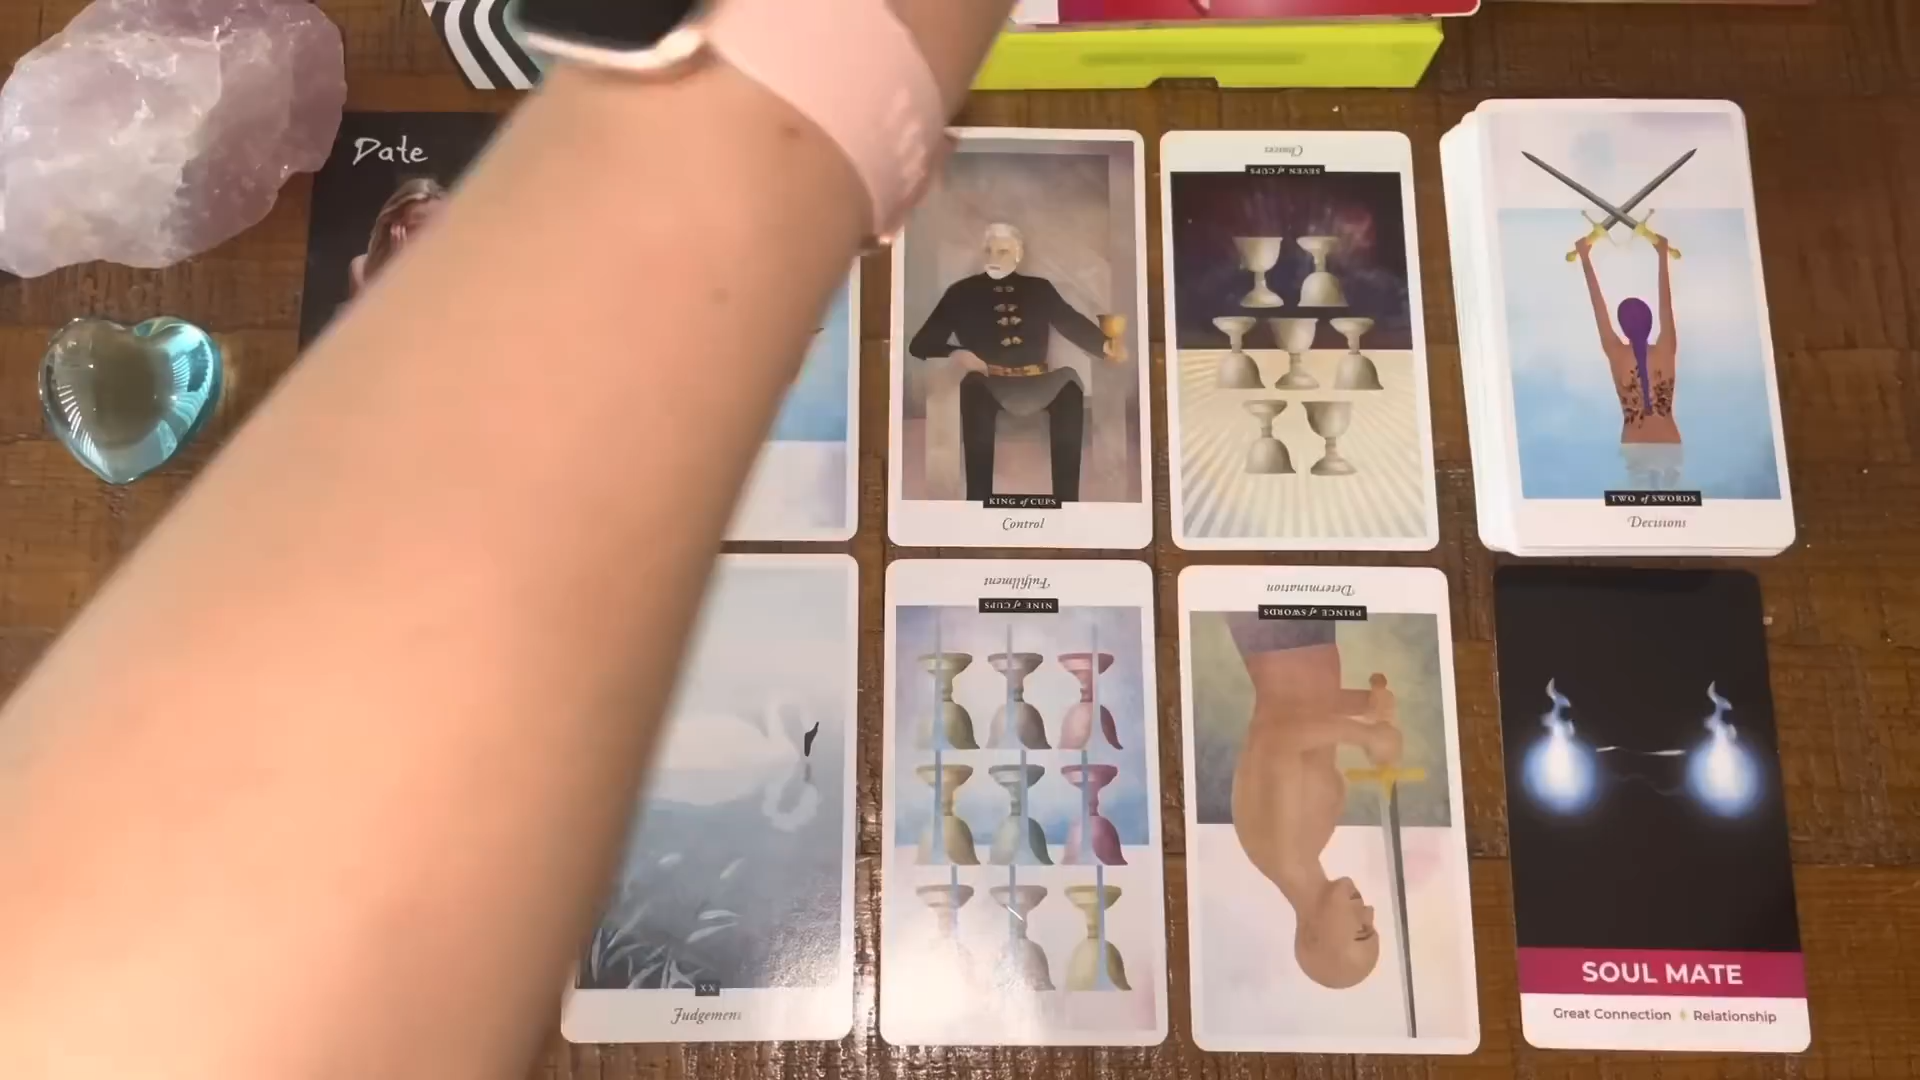 Date
KING of CUPS
Control
Chances
SEVEN of CUPS
TWO of SWORDS
Decisions
XX
Judgement
Fulfillment
NINE of CUPS
Determination
PRINCE of SWORDS
SOUL MATE
Great Connection Relationship